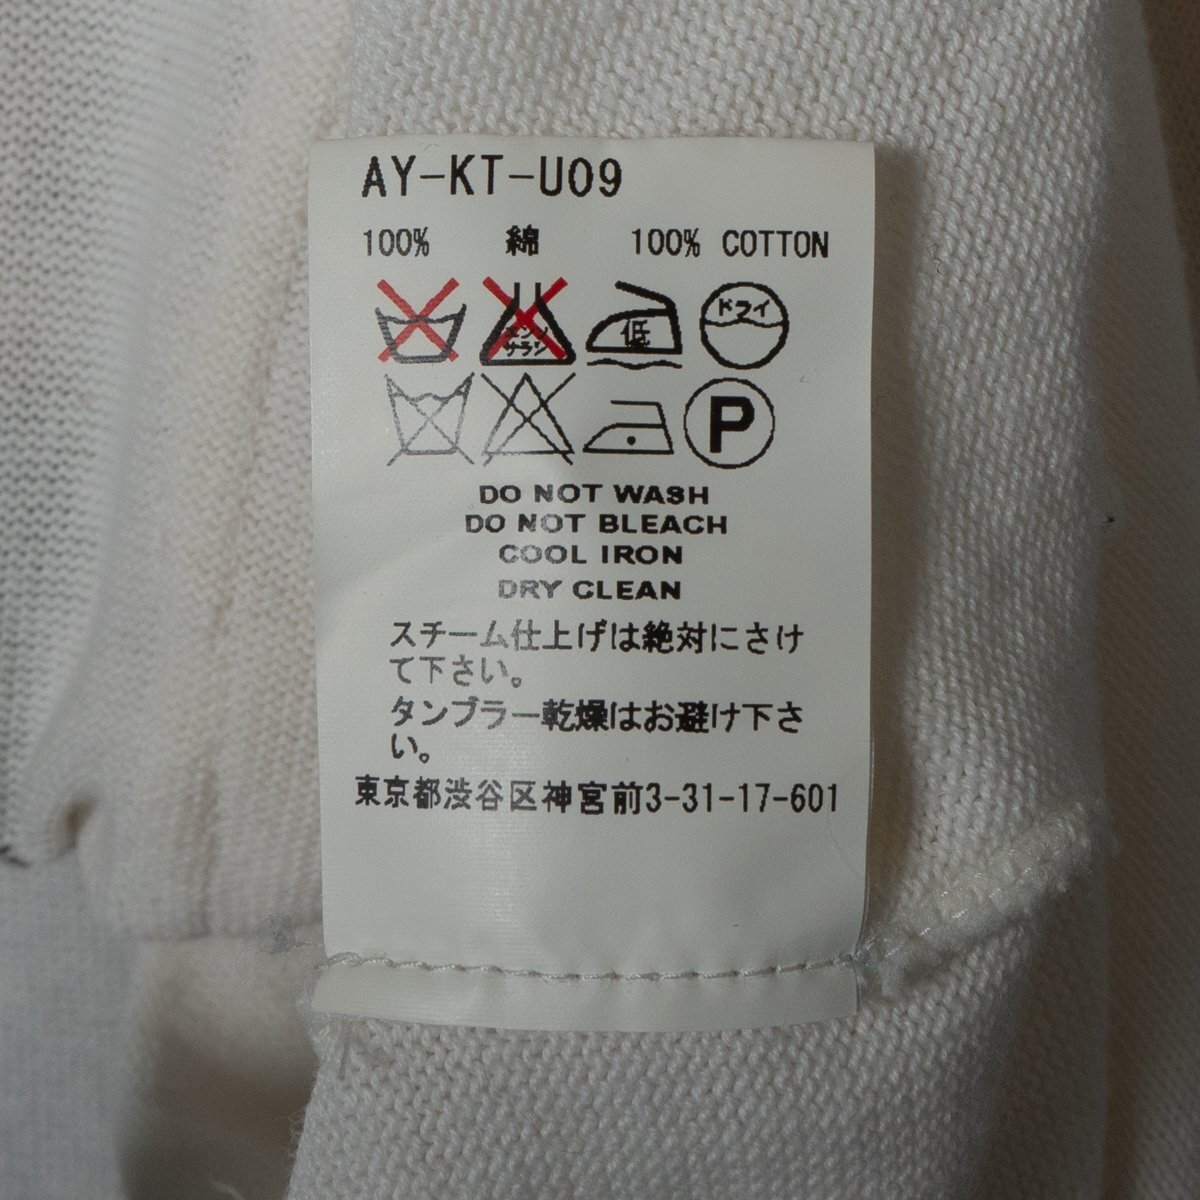 AY-KT-U09
100% 綿 100% COTTON
エンソ
サラシ 低 ドライ
P
DO NOT WASH
DO NOT BLEACH
COOL IRON
DRY CLEAN
スチーム仕上げは絶対にさけ
て下さい。
タンブラー乾燥はお避け下さ
い。
東京都渋谷区神宮前3-31-17-601